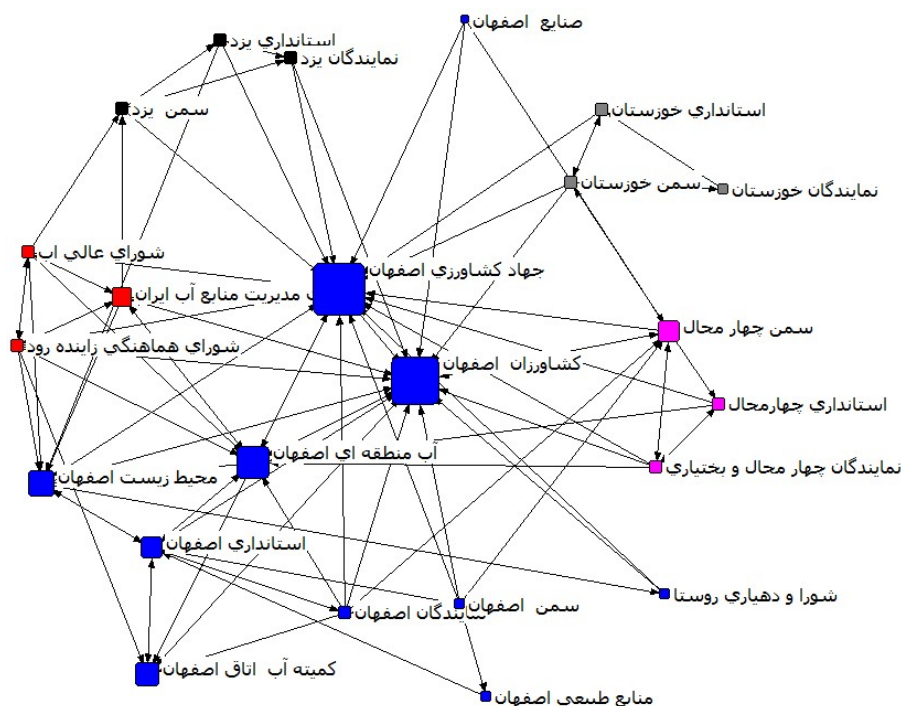 صنايع اصفهان
استانداري يزد
نمايندگان يزد
سمن يزد
استانداري خوزستان
سمن خوزستان
نمايندگان خوزستان
شوراي عالي اب
جهاد كشاورزي اصفهان
مديريت منابع آب ايران
سمن چهار محال
شوراي هماهنگي زاينده رود
كشاورزان اصفهان
استانداري چهارمحال
آب منطقه اي اصفهان
نمايندگان چهار محال و بختياري
محيط زيست اصفهان
استانداري اصفهان
شورا و دهياري روستا
سمن اصفهان
نمايندگان اصفهان
كميته آب اتاق اصفهان
منابع طبيعي اصفهان